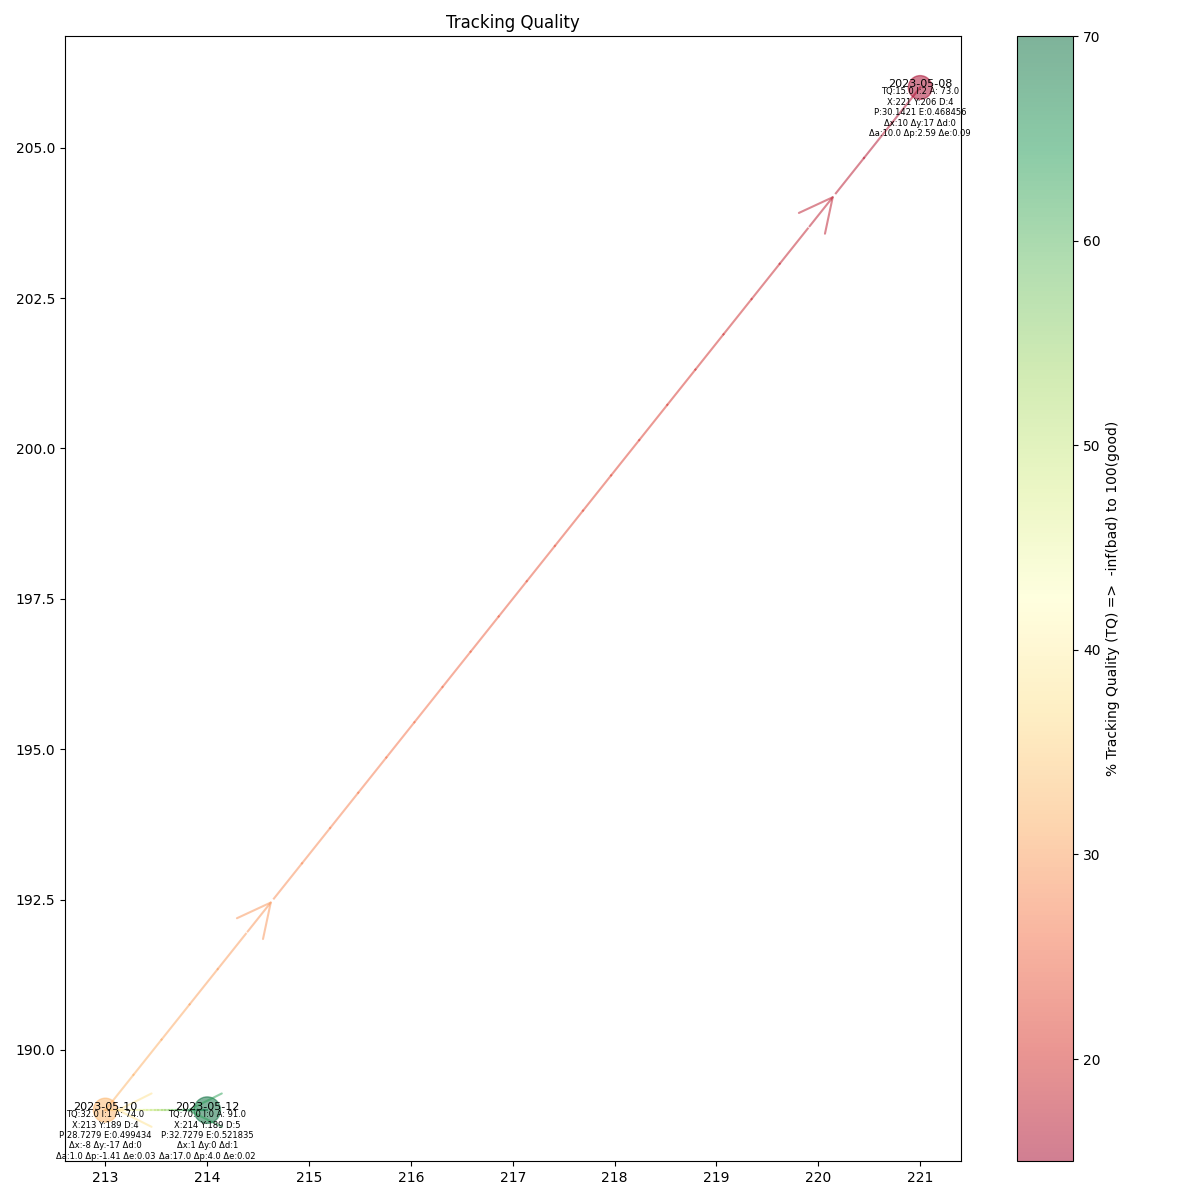 Tracking Quality
2023-05-08
TQ:15.0 I:2 A: 73.0
X:221 Y:206 D:4
P:30.1421 E:0.468456
Δx:10 Δy:17 Δd:0
Δa:10.0 Δp:2.59 Δe:0.09
205.0
202.5
200.0
197.5
195.0
192.5
190.0
2023-05-10
TQ:32.0 I:1 A: 74.0
X:213 Y:189 D:4
P:28.7279 E:0.499434
Δx:-8 Δy:-17 Δd:0
Δa:1.0 Δp:-1.41 Δe:0.03
2023-05-12
TQ:70.0 I:0 A: 91.0
X:214 Y:189 D:5
P:32.7279 E:0.521835
Δx:1 Δy:0 Δd:1
Δa:17.0 Δp:4.0 Δe:0.02
213 214 215 216 217 218 219 220 221
70
60
50
40
30
20
% Tracking Quality (TQ) => -inf(bad) to 100(good)